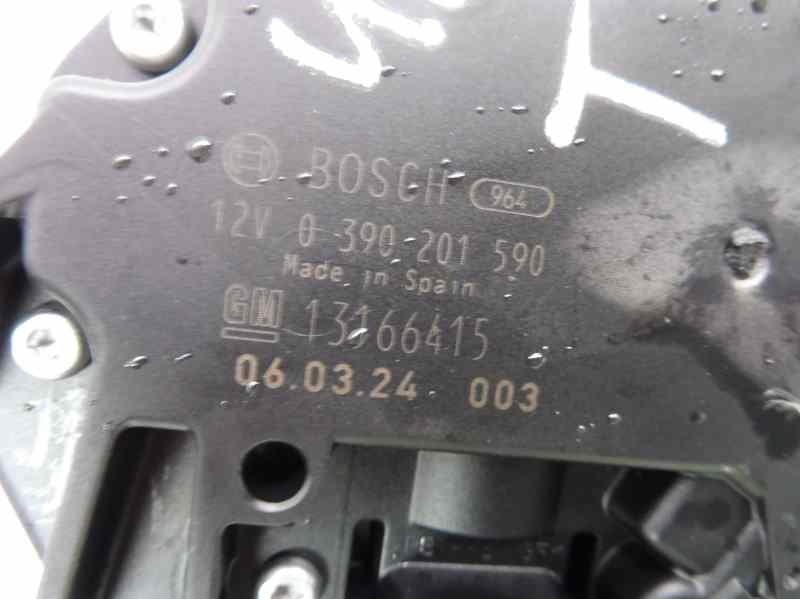 BOSCH 964
12V 0 390 201 590
Made in Spain
GM 13166415
06.03.24 003